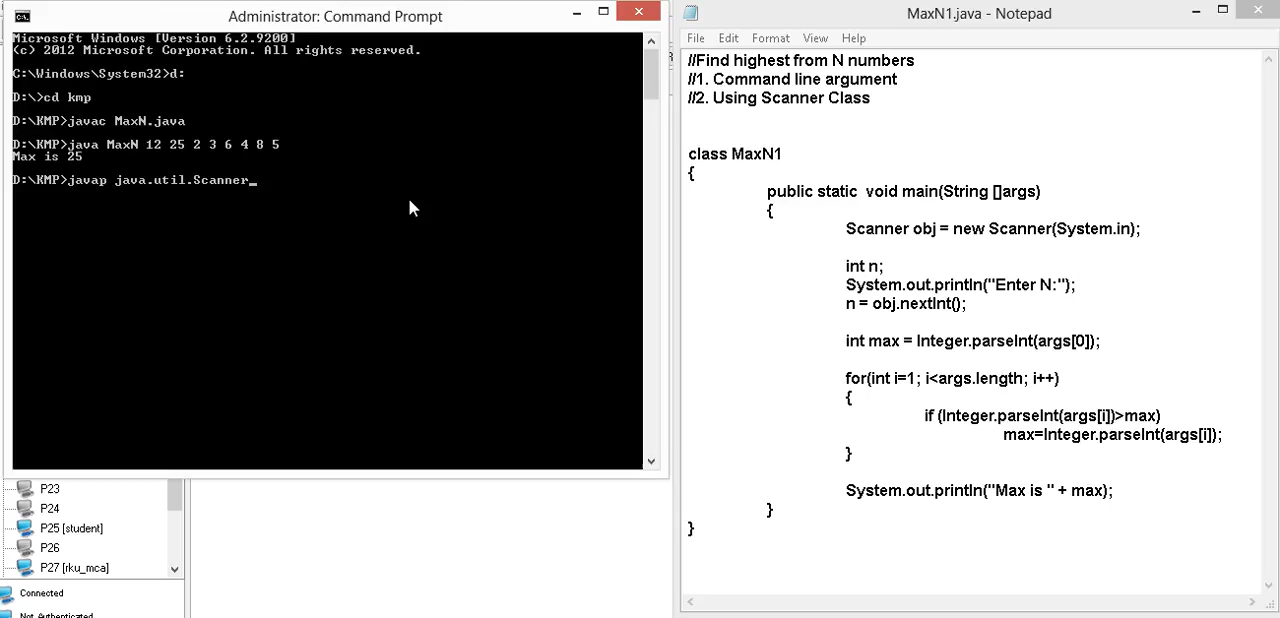 Administrator: Command Prompt
Microsoft Windows [Version 6.2.9200]
(c) 2012 Microsoft Corporation. All rights reserved.
C:\Windows\System32>d:
D:\>cd kmp
D:\KMP>javac MaxN.java
D:\KMP>java MaxN 12 25 2 3 6 4 8 5
Max is 25
D:\KMP>javap java.util.Scanner_
P23
P24
P25 [student]
P26
P27 [rku_mca]
Connected
Not Authenticated
MaxN1.java - Notepad
File Edit Format View Help
//Find highest from N numbers
//1. Command line argument
//2. Using Scanner Class
class MaxN1
{
public static void main(String []args)
{
Scanner obj = new Scanner(System.in);
int n;
System.out.println("Enter N:");
n = obj.nextInt();
int max = Integer.parseInt(args[0]);
for(int i=1; i<args.length; i++)
{
if (Integer.parseInt(args[i])>max)
max=Integer.parseInt(args[i]);
}
System.out.println("Max is " + max);
}
}